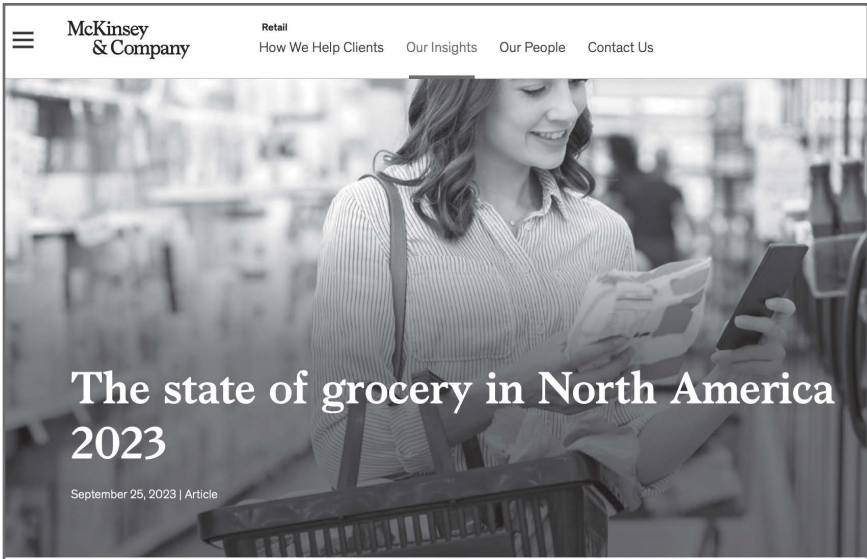 McKinsey
& Company
Retail
How We Help Clients Our Insights Our People Contact Us
The state of grocery in North America
2023
September 25, 2023 | Article